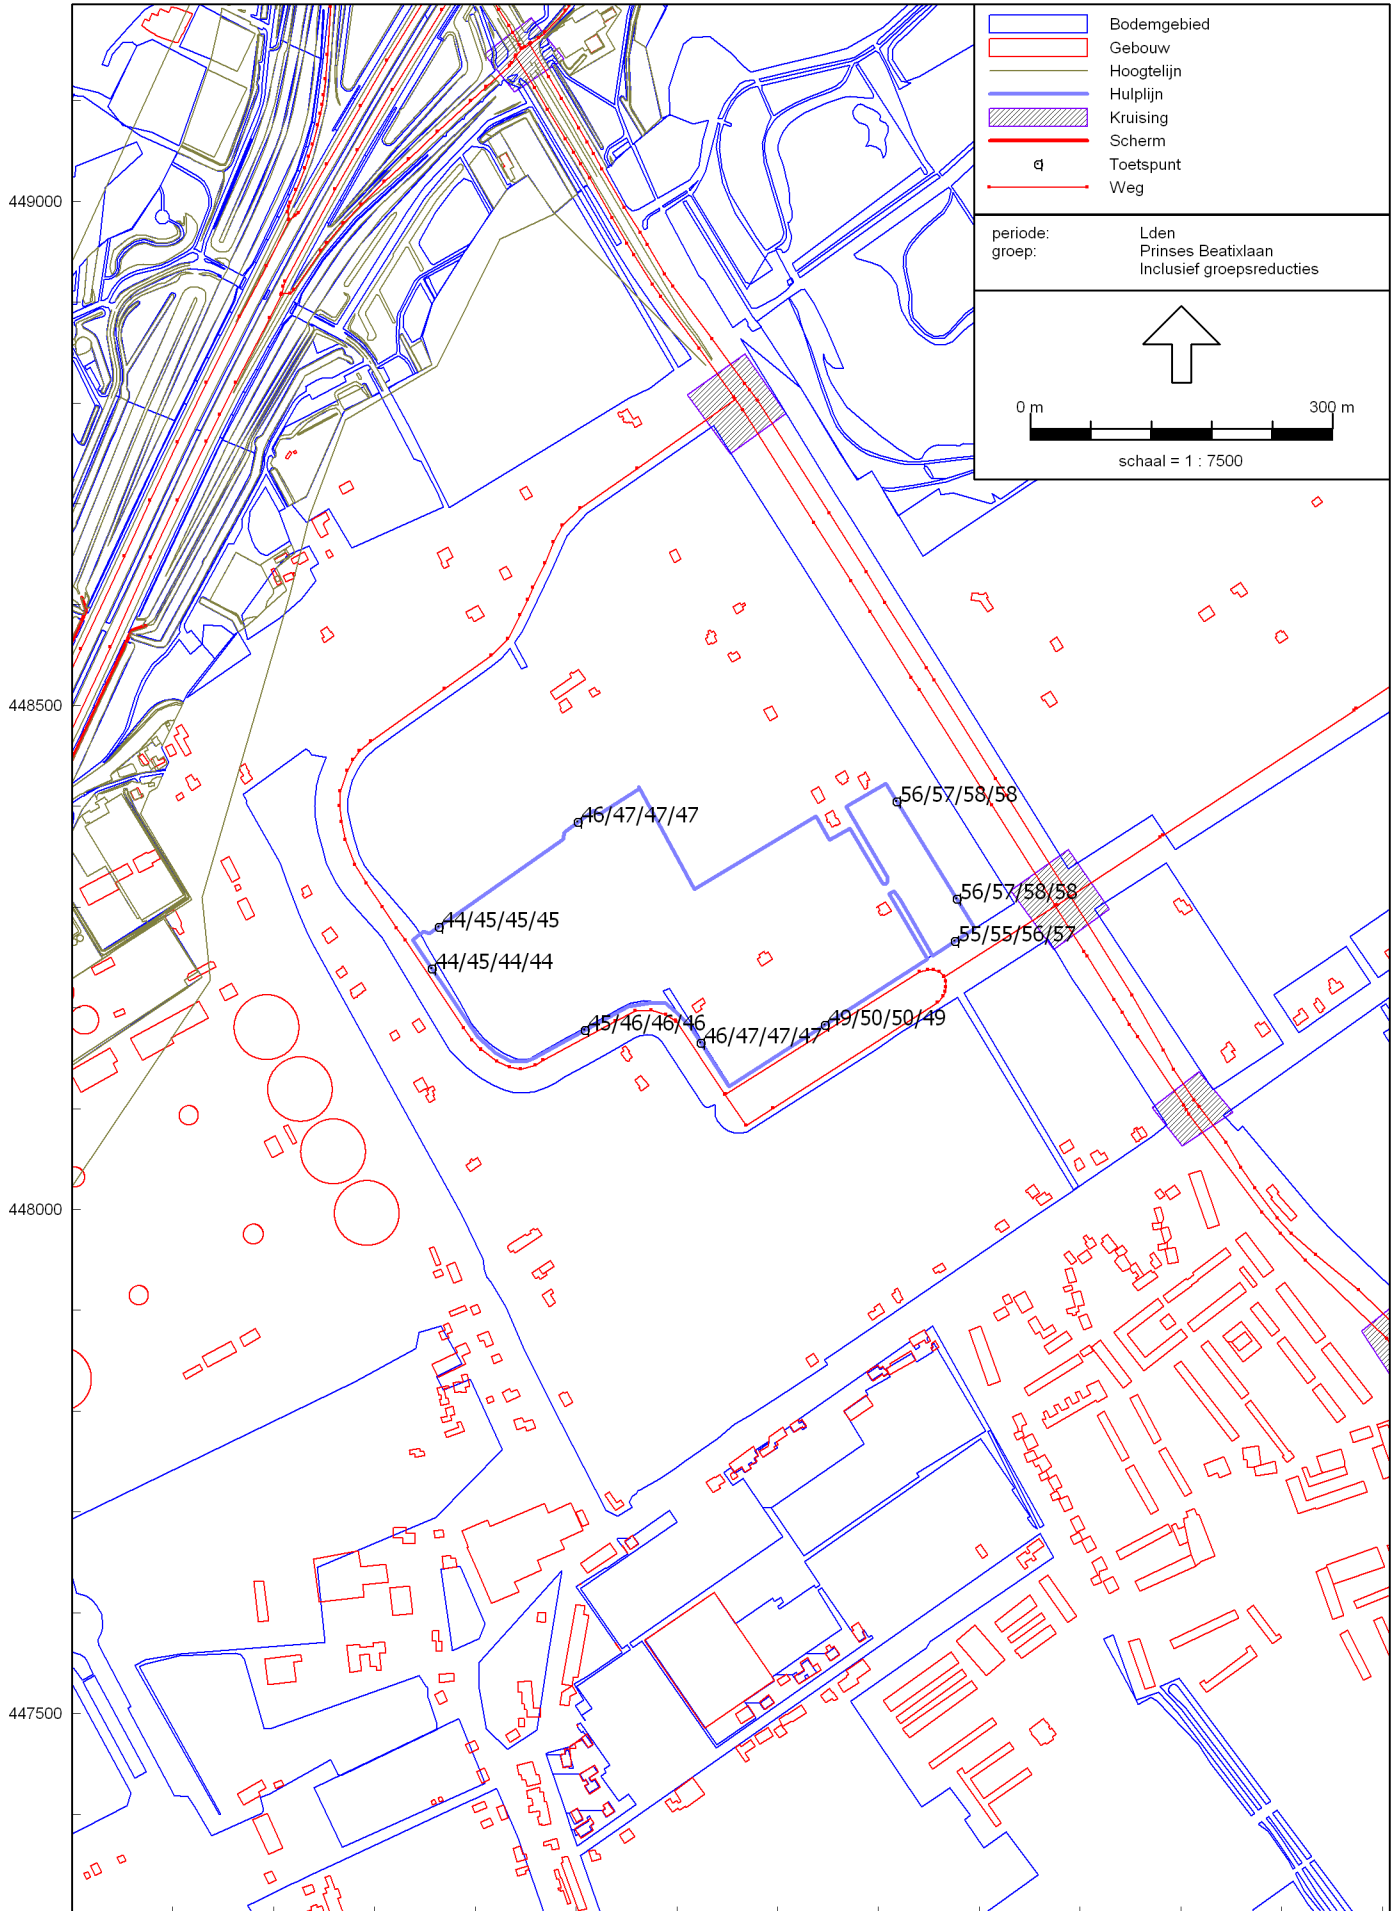 Bodemgebied
Gebouw
Hoogtelijn
Hulplijn
Kruising
Scherm
Toetspunt
Weg
periode: Lden
groep: Prinses Beatixlaan
Inclusief groepsreducties
0 m 300 m
schaal = 1 : 7500
449000
448500
448000
447500
56/57/58/58
46/47/47/47
56/57/58/58
44/45/45/45
55/55/56/57
44/45/44/44
49/50/50/49
45/46/46/46
46/47/47/47